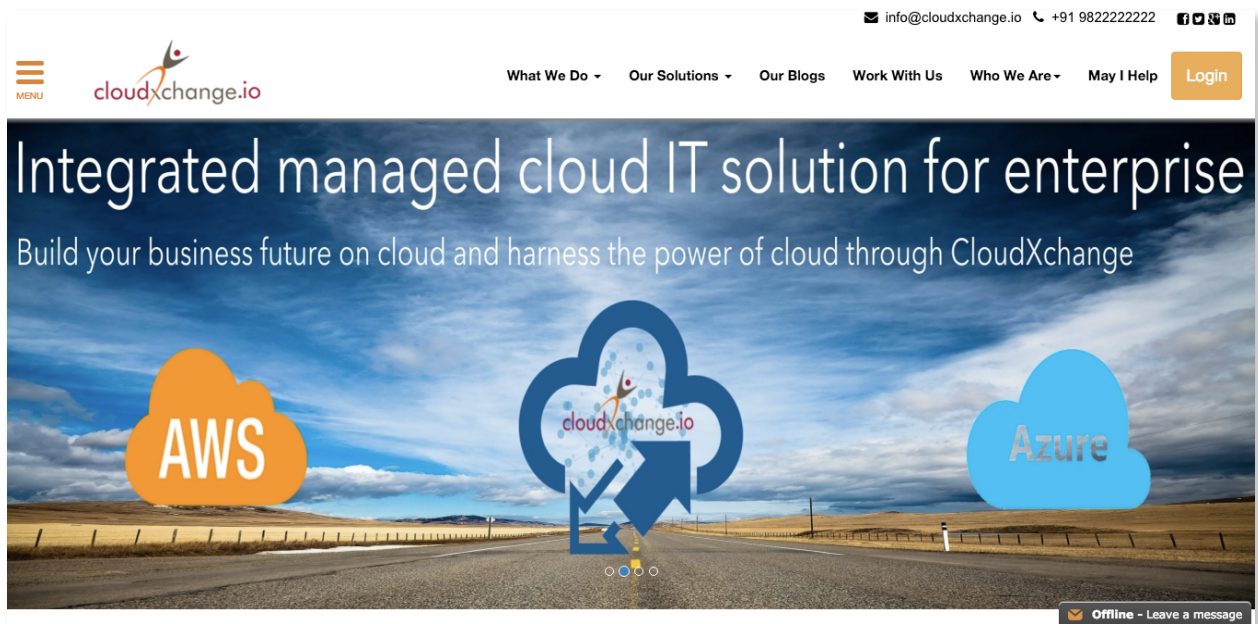 info@cloudxchange.io +91 9822222222
MENU
cloudxchange.io
What We Do Our Solutions Our Blogs Work With Us Who We Are May I Help Login
Integrated managed cloud IT solution for enterprise
Build your business future on cloud and harness the power of cloud through CloudXchange
AWS
cloudxchange.io
Azure
Offline - Leave a message